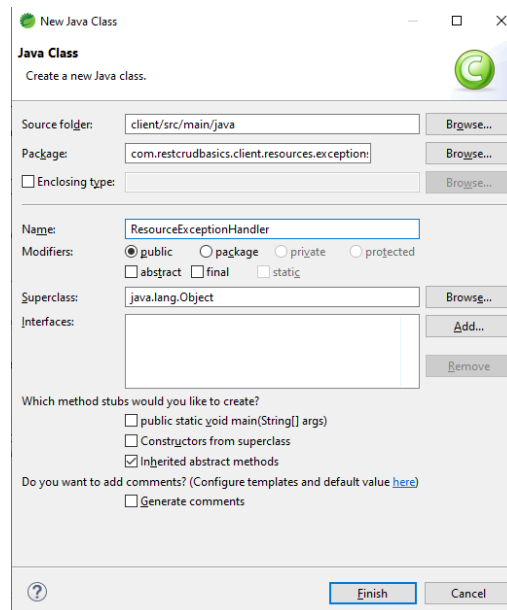 New Java Class
Java Class
Create a new Java class.
Source folder: client/src/main/java Browse...
Package: com.restcrudbasics.client.resources.exceptions Browse...
Enclosing type: Browse...
Name: ResourceExceptionHandler
Modifiers: public package private protected
abstract final static
Superclass: java.lang.Object Browse...
Interfaces: Add...
Remove
Which method stubs would you like to create?
public static void main(String[] args)
Constructors from superclass
Inherited abstract methods
Do you want to add comments? (Configure templates and default value here)
Generate comments
? Finish Cancel